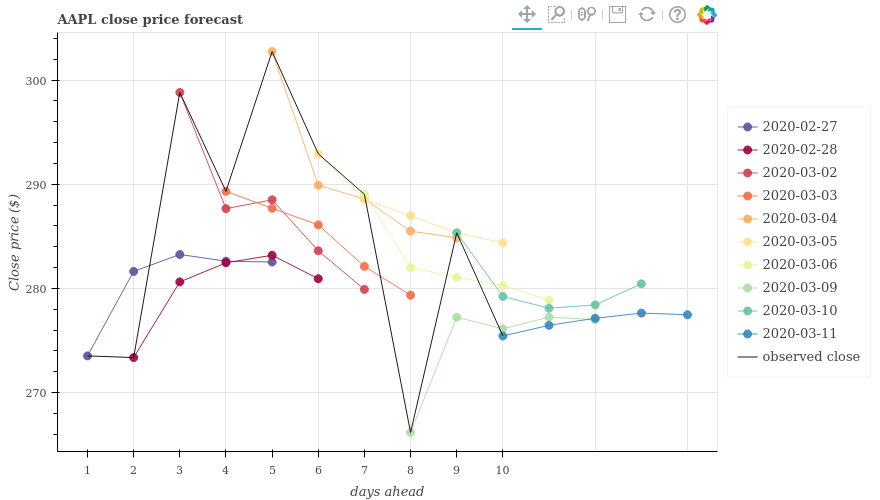 AAPL close price forecast
300
290
280
270
Close price ($)
1 2 3 4 5 6 7 8 9 10
days ahead
2020-02-27
2020-02-28
2020-03-02
2020-03-03
2020-03-04
2020-03-05
2020-03-06
2020-03-09
2020-03-10
2020-03-11
observed close